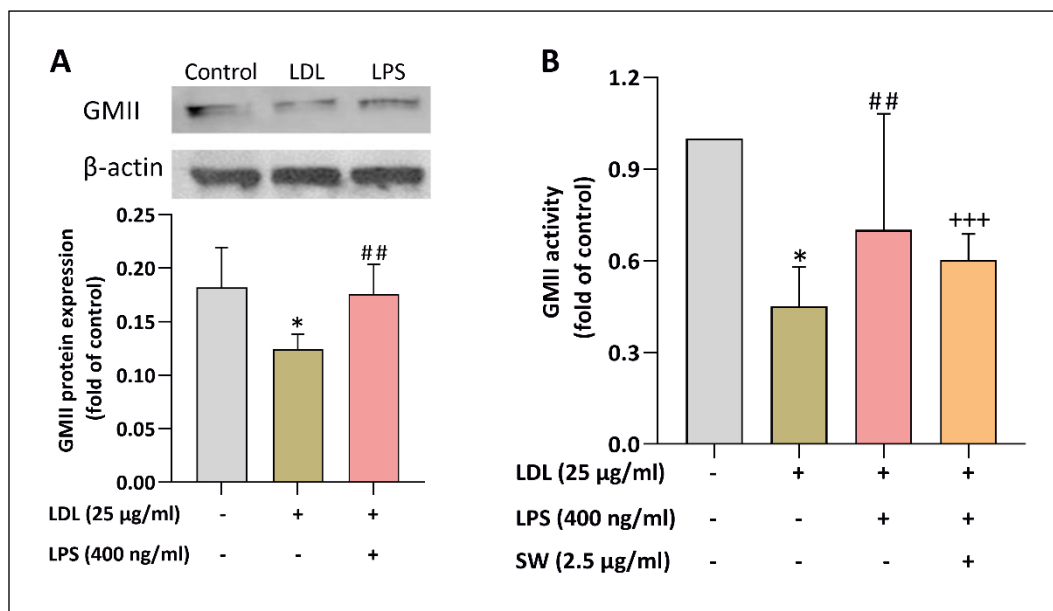 A
Control LDL LPS
GMII
β-actin
GMII protein expression
(fold of control)
0.25
0.20
0.15
0.10
0.05
0.00
*
##
LDL (25 µg/ml) - + +
LPS (400 ng/ml) - - +
B
GMII activity
(fold of control)
1.2
0.9
0.6
0.3
0.0
*
##
+++
LDL (25 µg/ml) - + + +
LPS (400 ng/ml) - - + +
SW (2.5 µg/ml) - - - +